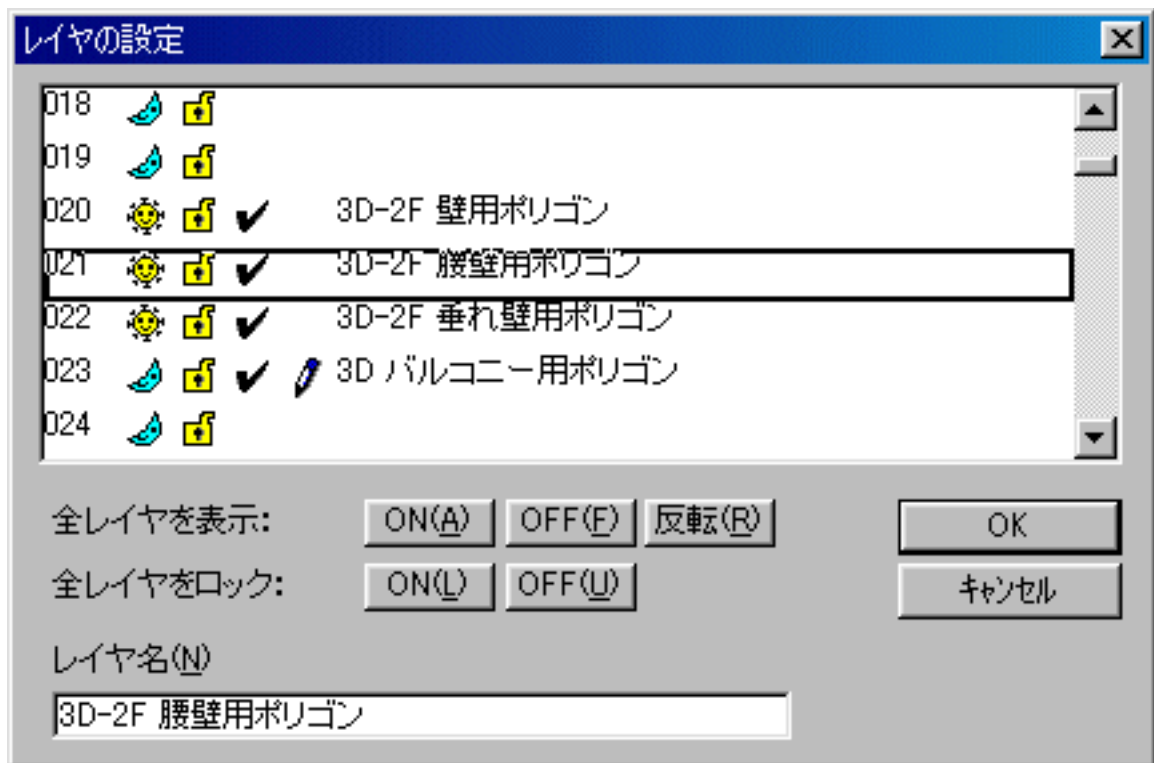 レイヤの設定
018
019
020 3D-2F 壁用ポリゴン
021 3D-2F 腰壁用ポリゴン
022 3D-2F 垂れ壁用ポリゴン
023 3D バルコニー用ポリゴン
024
全レイヤを表示: ON(A) OFF(F) 反転(R) OK
全レイヤをロック: ON(L) OFF(U) キャンセル
レイヤ名(N)
3D-2F 腰壁用ポリゴン